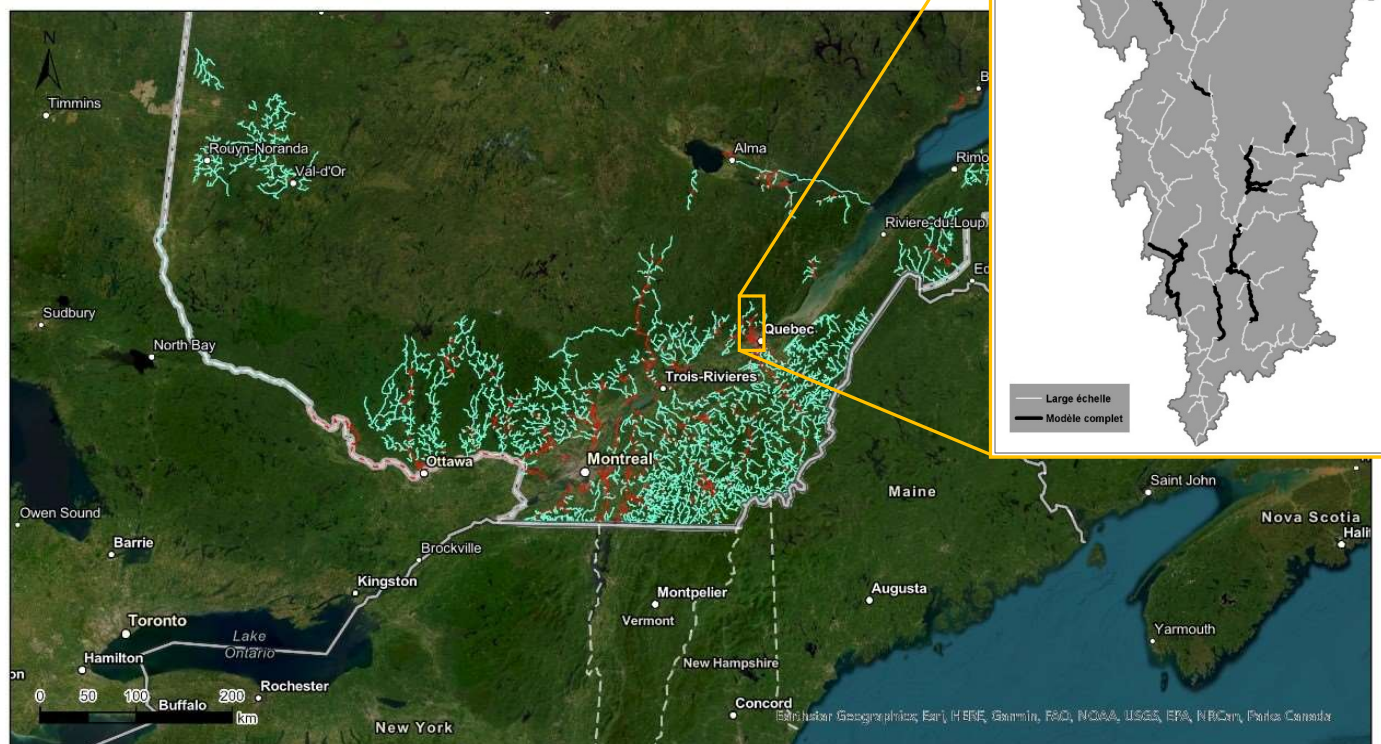 N
Timmins
Rouyn-Noranda
Val-d'Or
Alma
Rimo
Riviere-du-Loup
Sudbury
North Bay
Quebec
Trois-Rivieres
Ottawa
Montreal
Large échelle
Modèle complet
Owen Sound
Barrie
Brockville
Kingston
Maine
Saint John
Nova Scotia
Hali
Toronto
Lake
Ontario
Hamilton
Montpelier
Vermont
Augusta
Yarmouth
New Hampshire
Rochester
Buffalo
Concord
New York
0 50 100 200
km
Earthstar Geographics, Esri, HERE, Garmin, FAO, NOAA, USGS, EPA, NRCan, Parks Canada